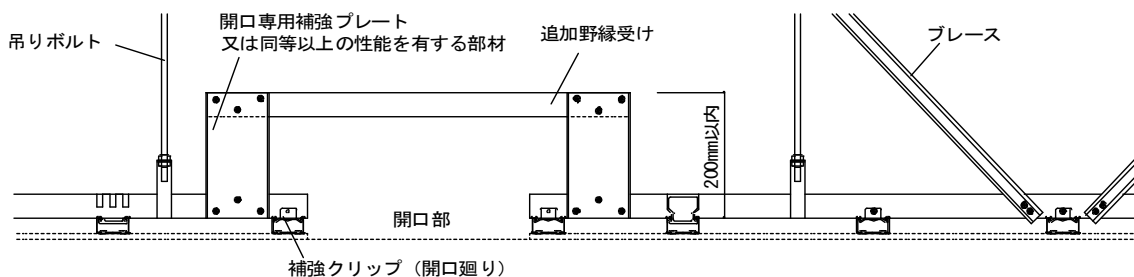 吊りボルト
開口専用補強プレート
又は同等以上の性能を有する部材
追加野縁受け
ブレース
200mm以内
開口部
補強クリップ（開口廻り）